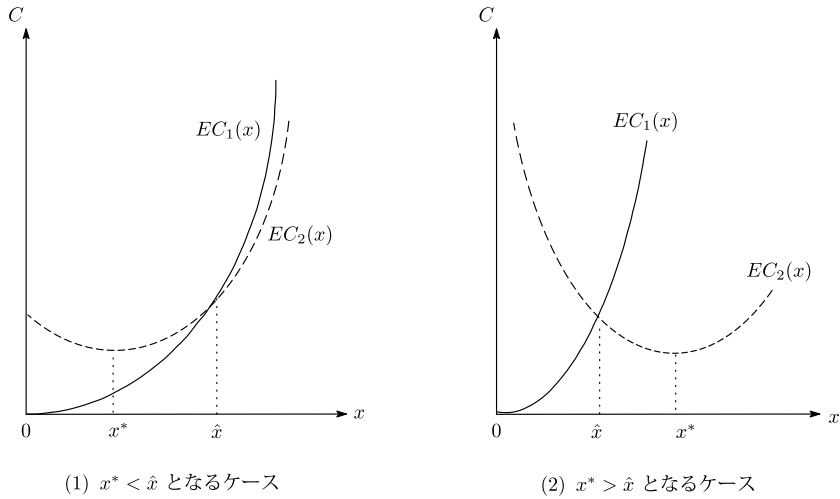 C
EC₁(x)
EC₂(x)
0
x*
x̂
x
(1) x* < x̂ となるケース
C
EC₁(x)
EC₂(x)
0
x̂
x*
x
(2) x* > x̂ となるケース